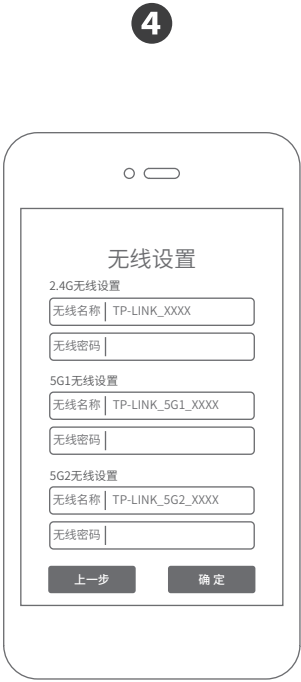 4
无线设置
2.4G无线设置
无线名称 TP-LINK_XXXX
无线密码
5G1无线设置
无线名称 TP-LINK_5G1_XXXX
无线密码
5G2无线设置
无线名称 TP-LINK_5G2_XXXX
无线密码
上一步 确 定